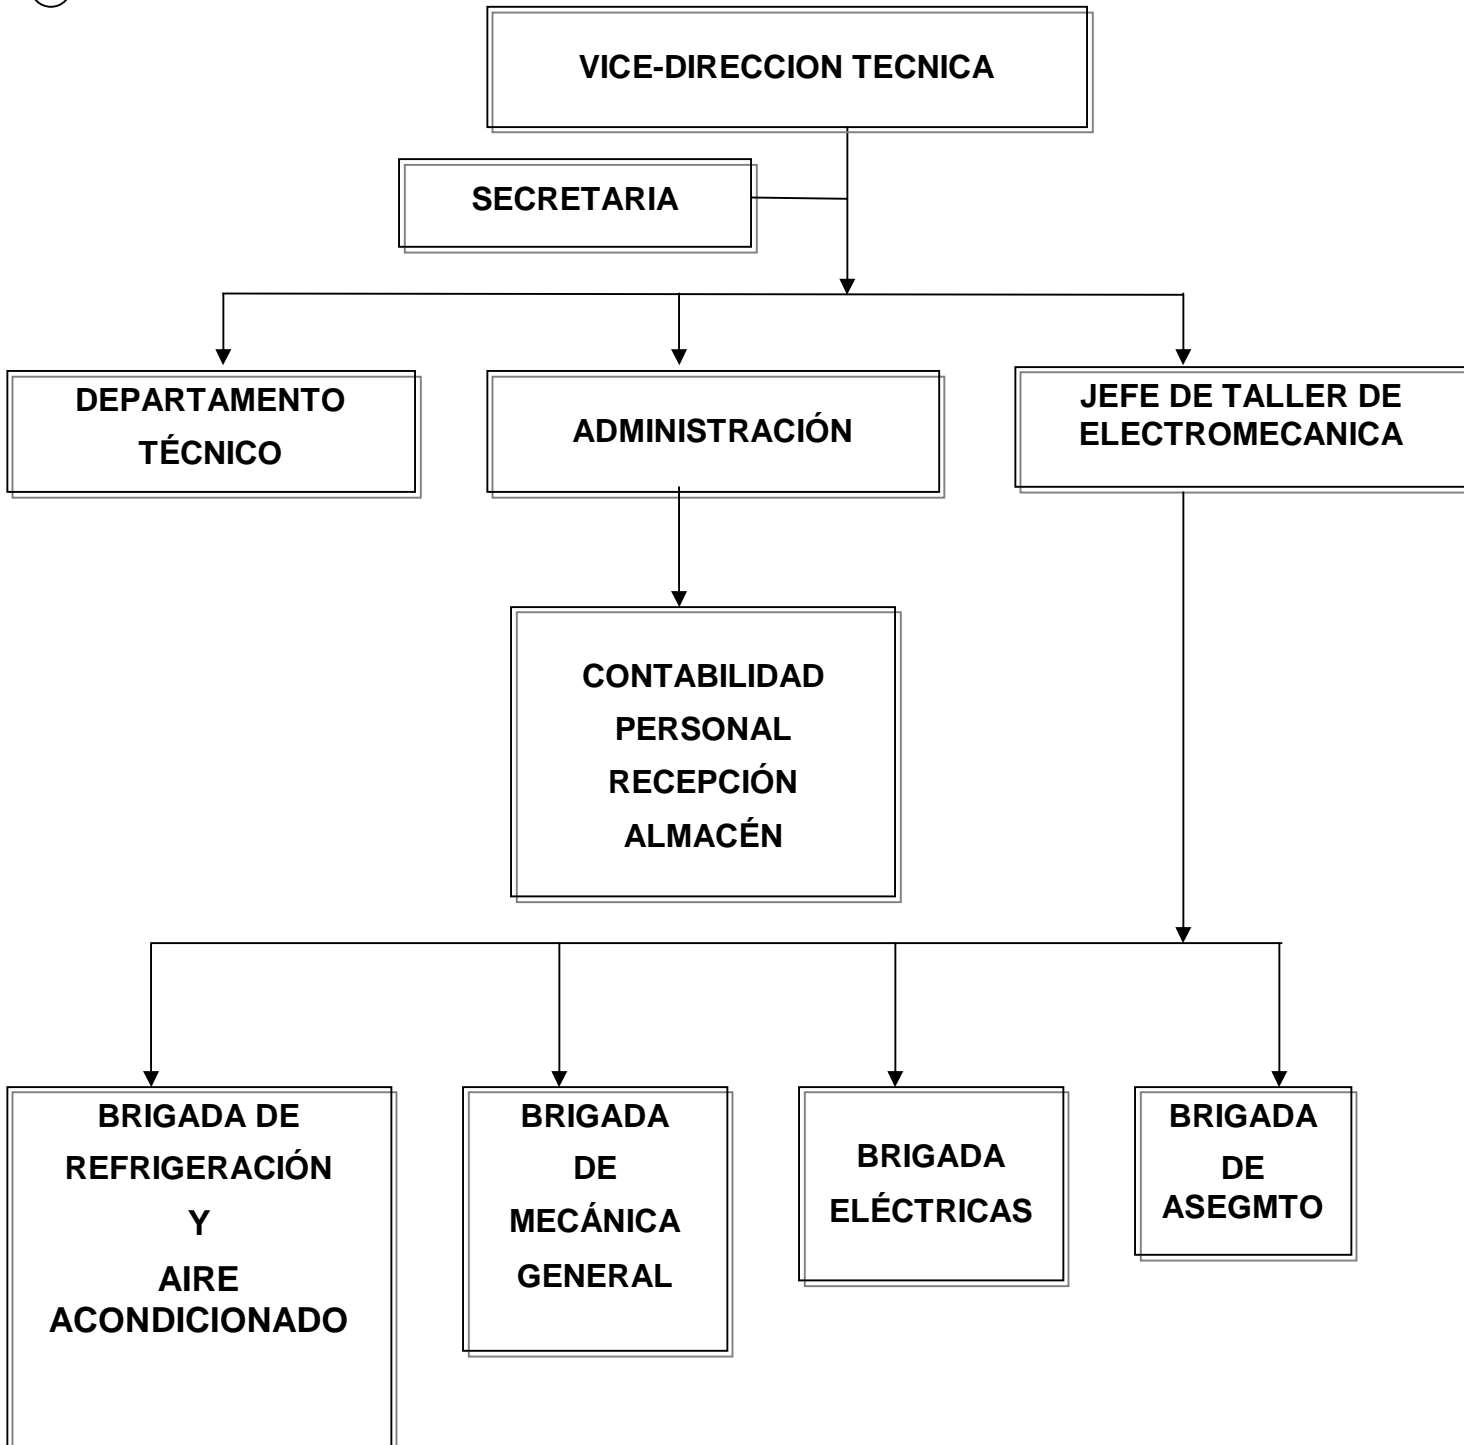 VICE-DIRECCION TECNICA
SECRETARIA
DEPARTAMENTO
TÉCNICO
ADMINISTRACIÓN
JEFE DE TALLER DE
ELECTROMECANICA
CONTABILIDAD
PERSONAL
RECEPCIÓN
ALMACÉN
BRIGADA DE
REFRIGERACIÓN
Y
AIRE
ACONDICIONADO
BRIGADA
DE
MECÁNICA
GENERAL
BRIGADA
ELÉCTRICAS
BRIGADA
DE
ASEGMTO